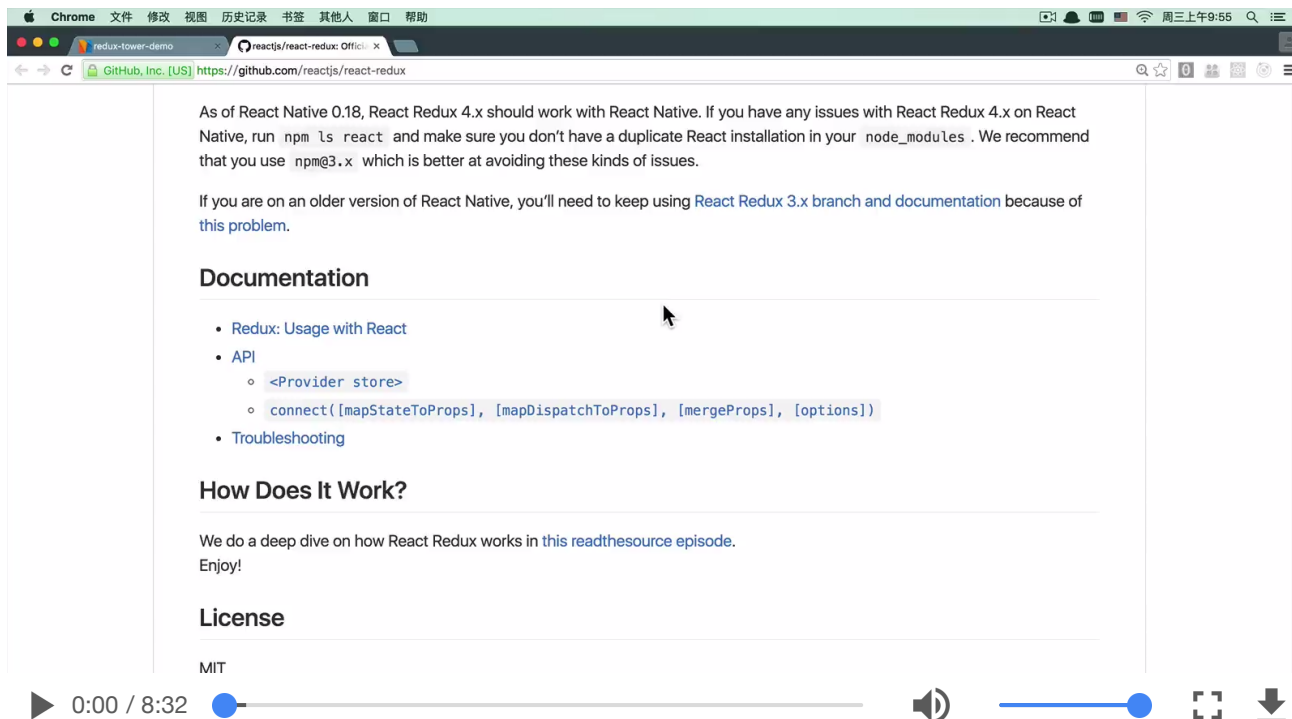 Chrome 文件 修改 视图 历史记录 书签 其他人 窗口 帮助 周三上午9:55
redux-tower-demo × reactjs/react-redux: Offici ×
GitHub, Inc. [US] https://github.com/reactjs/react-redux
As of React Native 0.18, React Redux 4.x should work with React Native. If you have any issues with React Redux 4.x on React
Native, run npm ls react and make sure you don’t have a duplicate React installation in your node_modules . We recommend
that you use npm@3.x which is better at avoiding these kinds of issues.
If you are on an older version of React Native, you’ll need to keep using React Redux 3.x branch and documentation because of
this problem.
Documentation
• Redux: Usage with React
• API
◦ <Provider store>
◦ connect([mapStateToProps], [mapDispatchToProps], [mergeProps], [options])
• Troubleshooting
How Does It Work?
We do a deep dive on how React Redux works in this readthesource episode.
Enjoy!
License
MIT
0:00 / 8:32